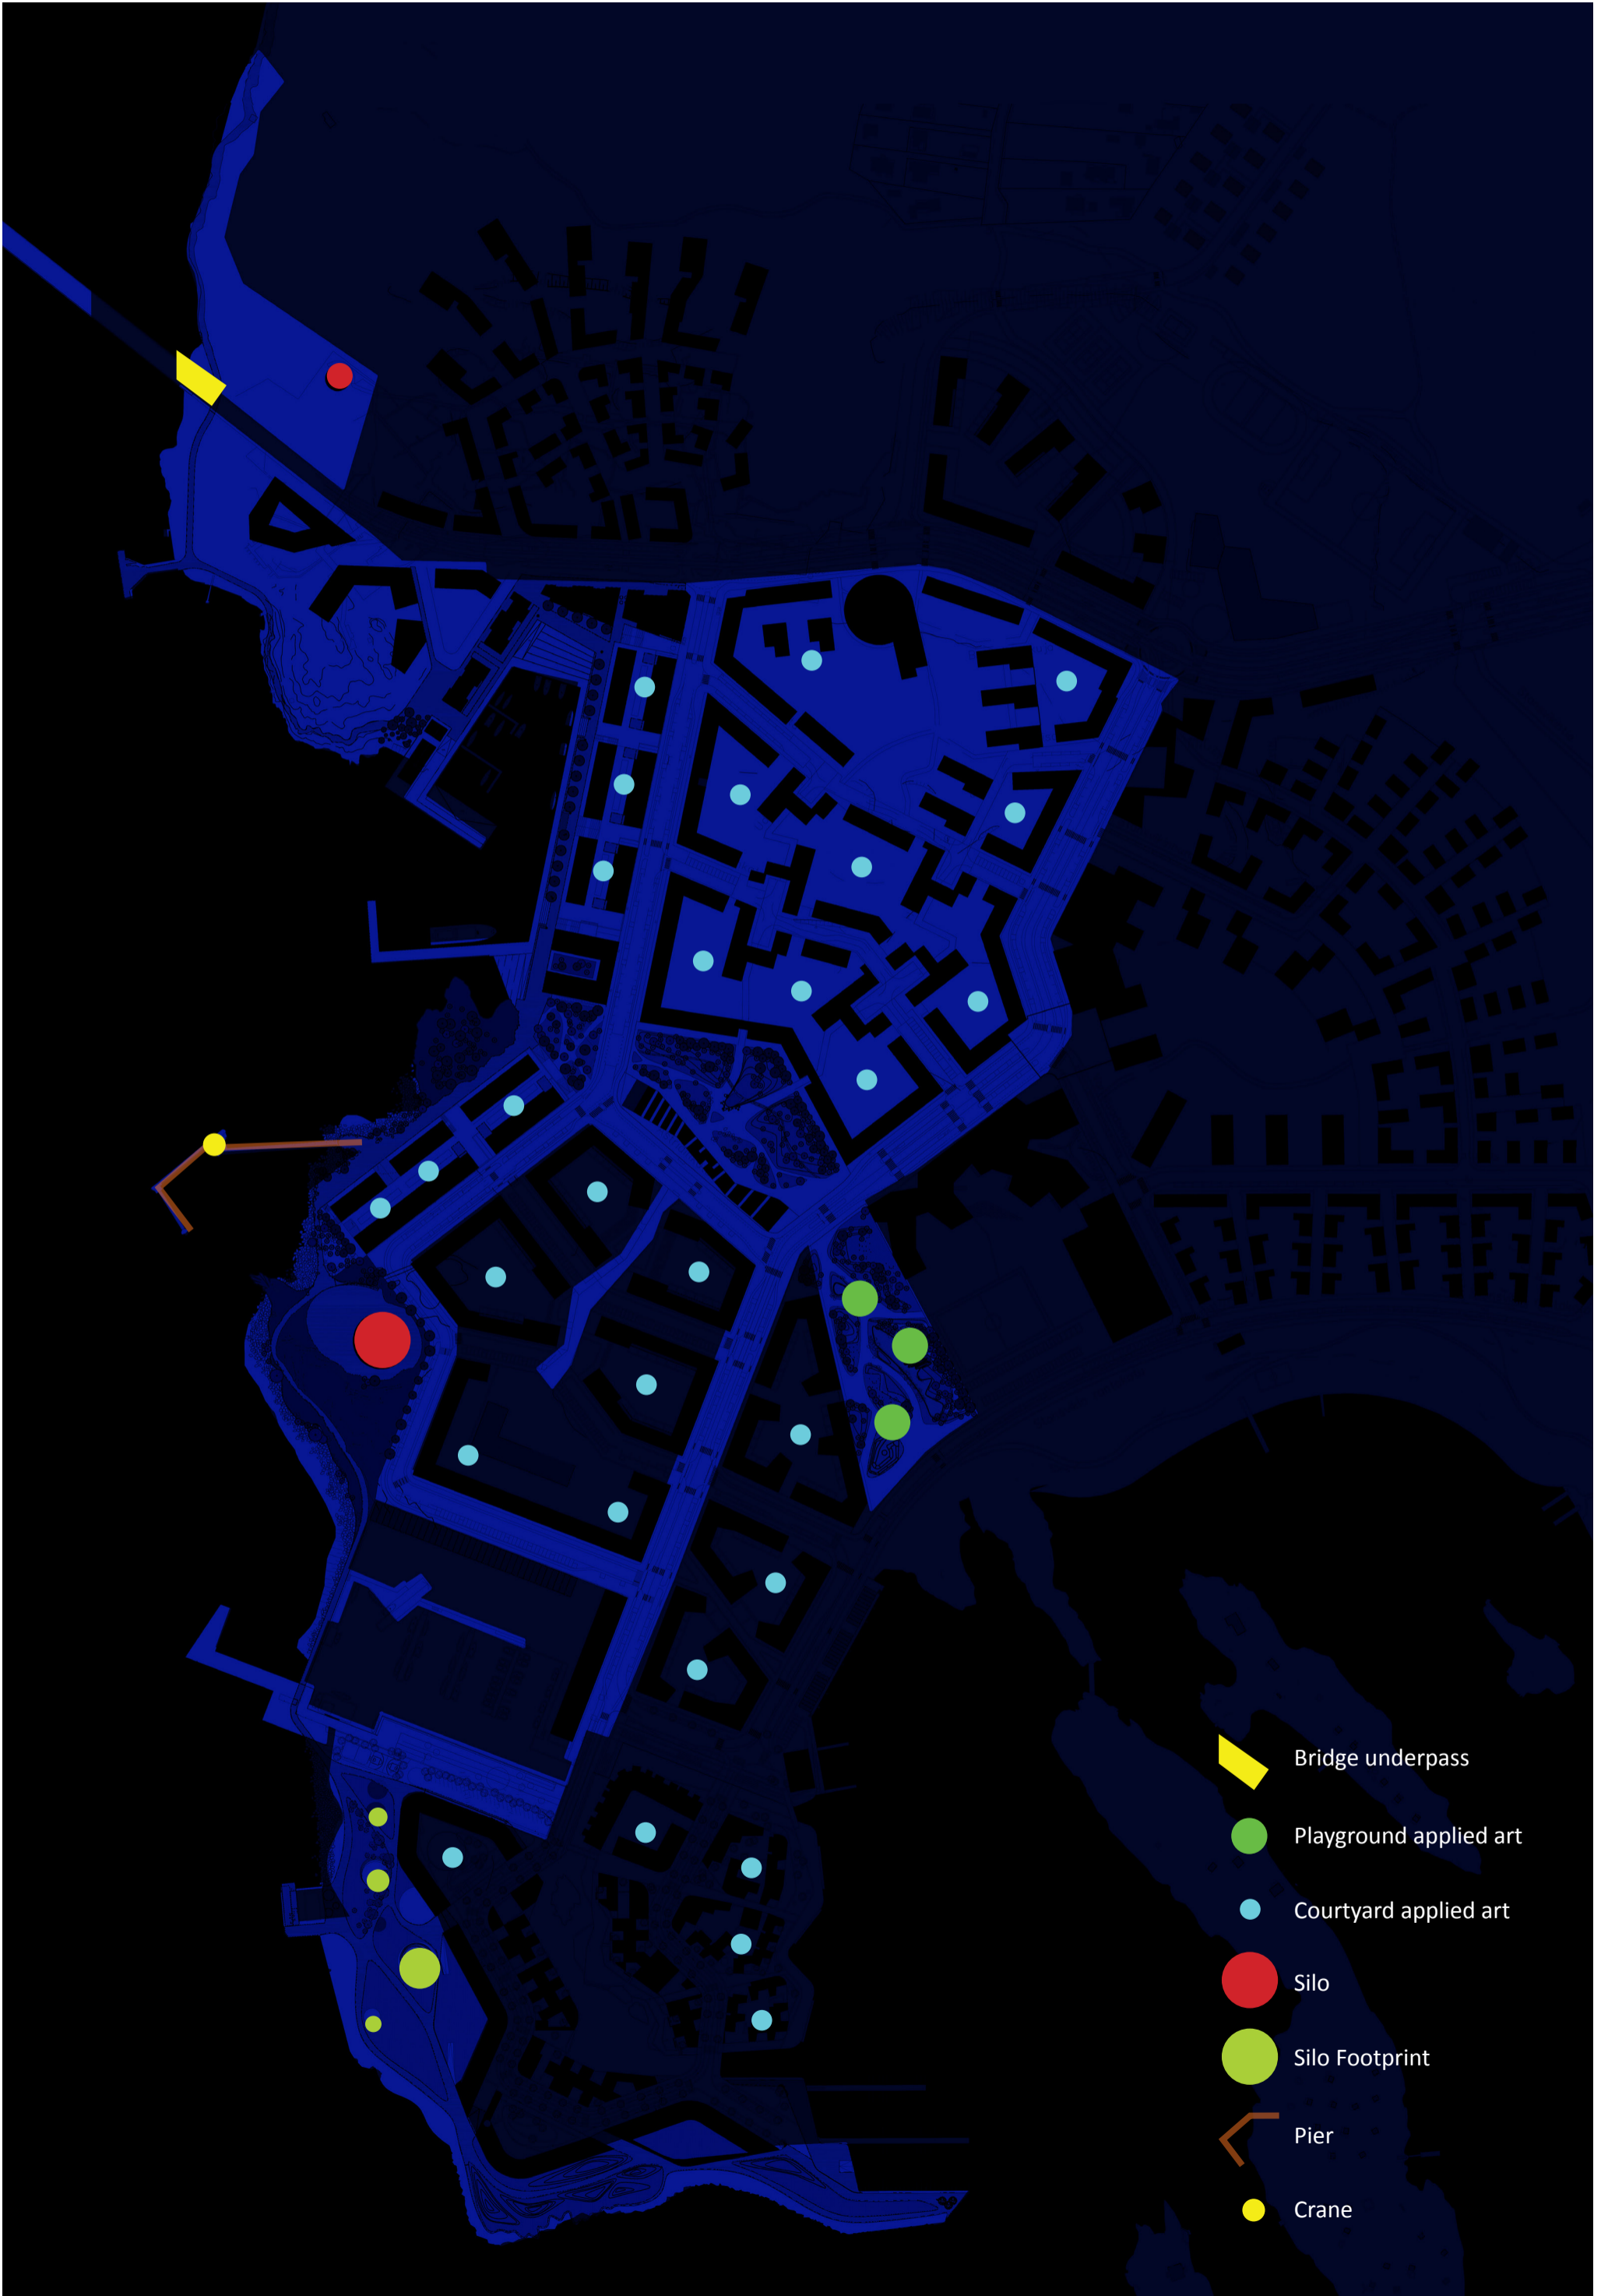 Bridge underpass
Playground applied art
Courtyard applied art
Silo
Silo Footprint
Pier
Crane